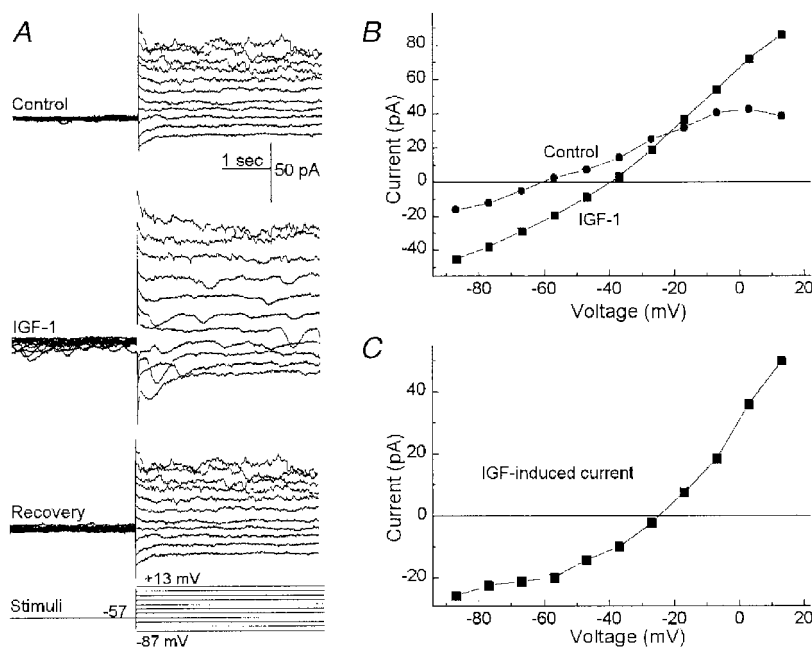 A
Control
1 sec
50 pA
IGF-1
Recovery
+13 mV
Stimuli
-57
-87 mV
B
80
60
40
20
0
-20
-40
Current (pA)
Control
IGF-1
-80
-60
-40
-20
0
20
Voltage (mV)
C
40
20
0
-20
Current (pA)
IGF-induced current
-80
-60
-40
-20
0
20
Voltage (mV)